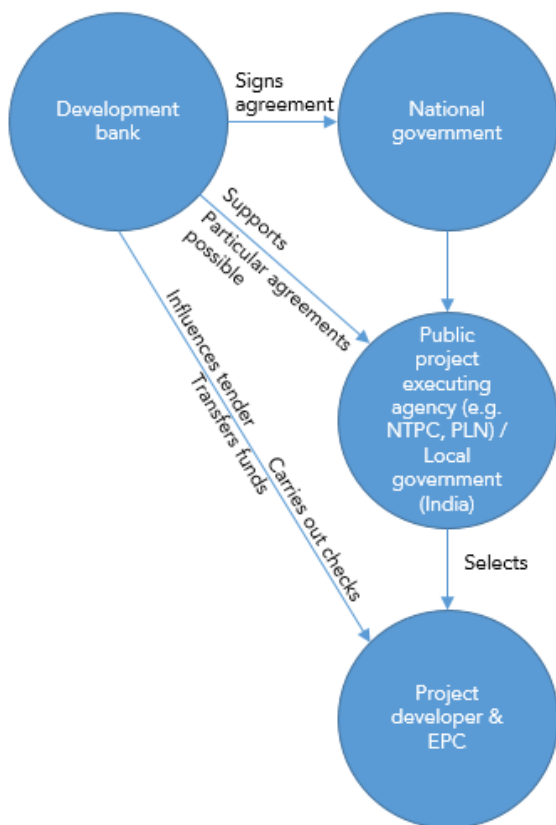 Development
bank
Signs
agreement
National
government
Supports
Particular agreements
possible
Influences tender
Transfers funds
Carries out checks
Public
project
executing
agency (e.g.
NTPC, PLN) /
Local
government
(India)
Selects
Project
developer &
EPC